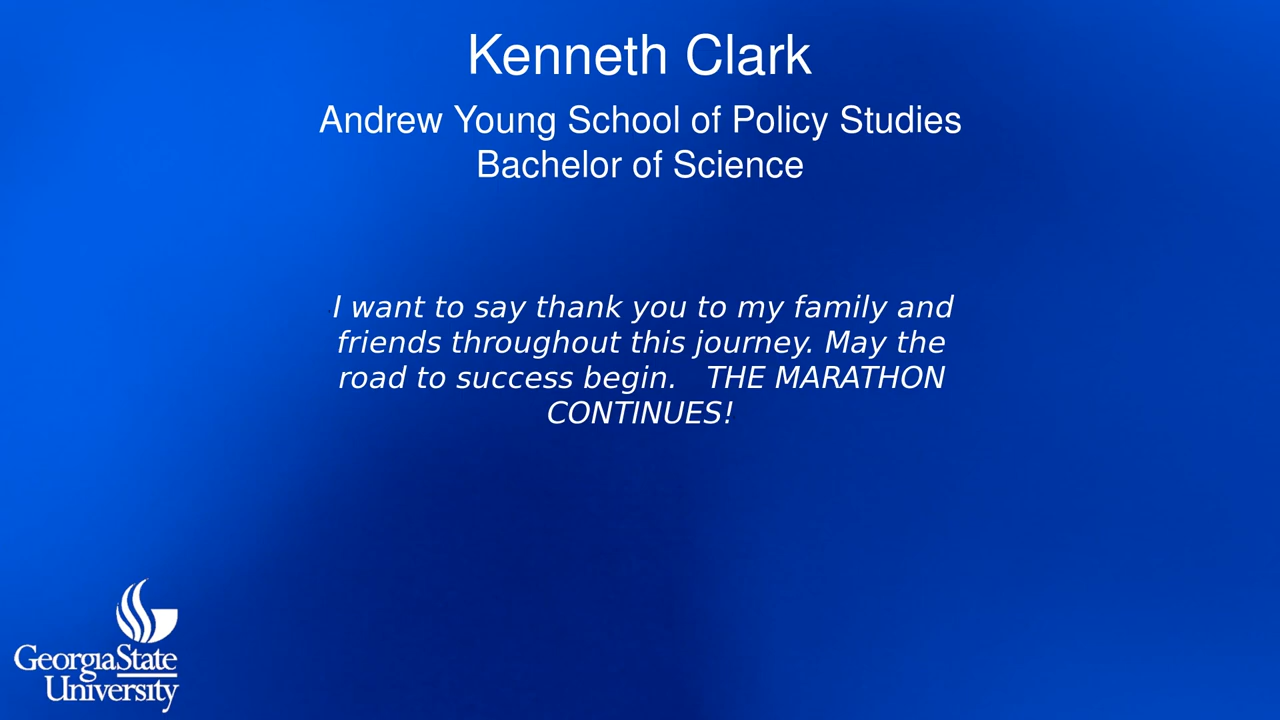 Kenneth Clark
Andrew Young School of Policy Studies
Bachelor of Science
I want to say thank you to my family and
friends throughout this journey. May the
road to success begin.   THE MARATHON
CONTINUES!
GeorgiaState
University